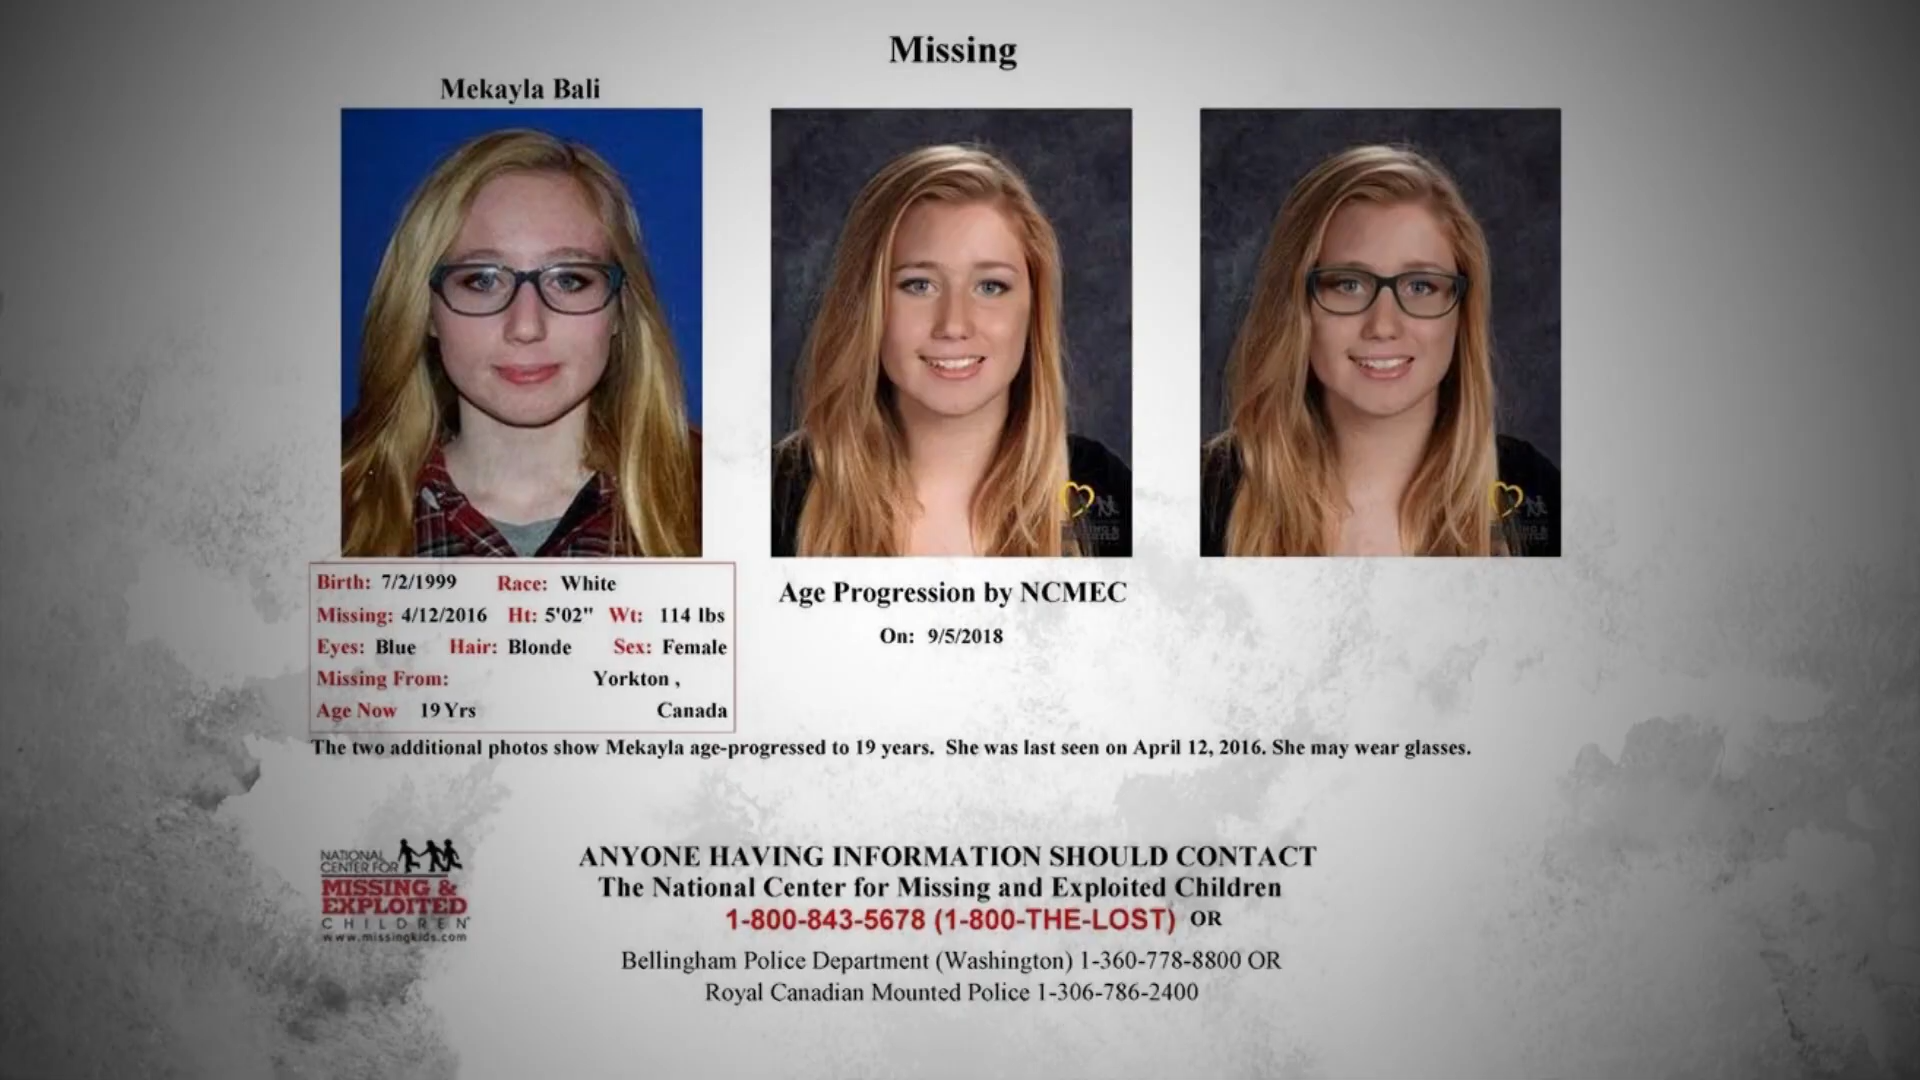 Missing
Mekayla Bali
Birth: 7/2/1999 Race: White
Missing: 4/12/2016 Ht: 5'02" Wt: 114 lbs
Eyes: Blue Hair: Blonde Sex: Female
Missing From: Yorkton ,
Age Now 19 Yrs Canada
Age Progression by NCMEC
On: 9/5/2018
The two additional photos show Mekayla age-progressed to 19 years. She was last seen on April 12, 2016. She may wear glasses.
NATIONAL
CENTER FOR
MISSING &
EXPLOITED
CHILDREN
www.missingkids.com
ANYONE HAVING INFORMATION SHOULD CONTACT
The National Center for Missing and Exploited Children
1-800-843-5678 (1-800-THE-LOST) OR
Bellingham Police Department (Washington) 1-360-778-8800 OR
Royal Canadian Mounted Police 1-306-786-2400